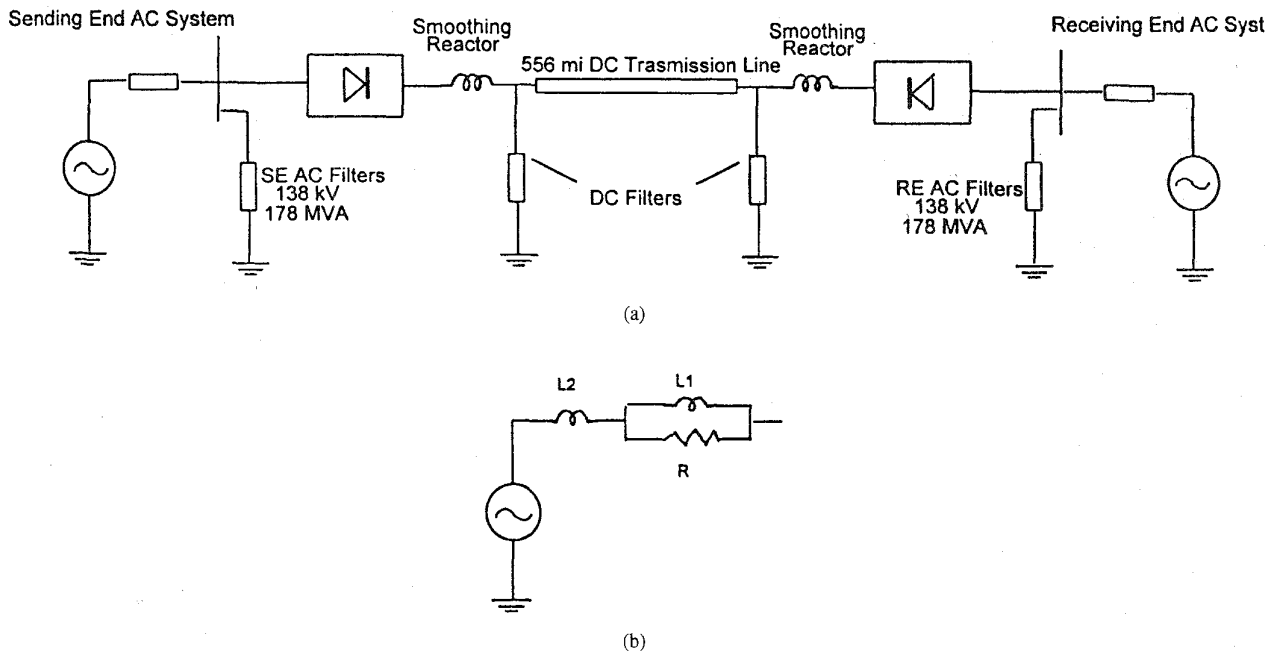 Sending End AC System
Smoothing
Reactor
556 mi DC Trasmission Line
Smoothing
Reactor
Receiving End AC Syst
SE AC Filters
138 kV
178 MVA
DC Filters
RE AC Filters
138 kV
178 MVA
(a)
L2
L1
R
(b)